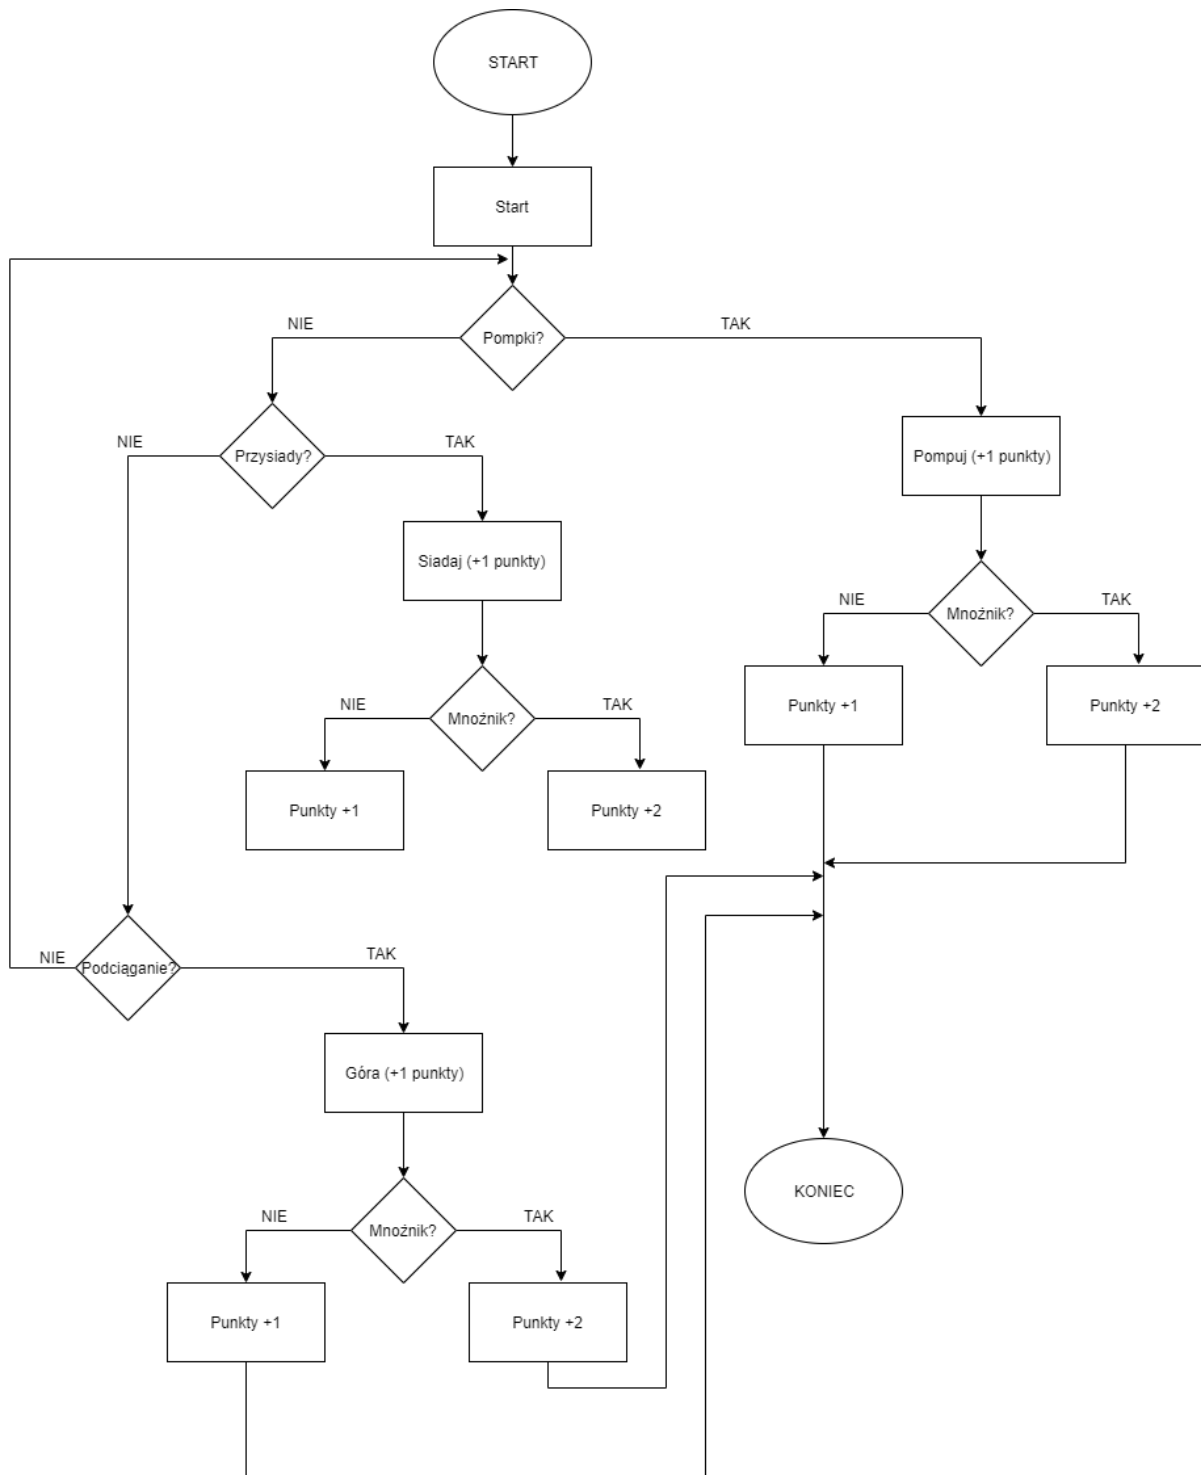 START
Start
NIE
TAK
Pompki?
NIE
TAK
Przysiady?
Pompuj (+1 punkty)
Siadaj (+1 punkty)
NIE
TAK
Mnożnik?
NIE
TAK
Mnożnik?
Punkty +1
Punkty +2
Punkty +1
Punkty +2
NIE
TAK
Podciąganie?
Góra (+1 punkty)
KONIEC
NIE
TAK
Mnożnik?
Punkty +1
Punkty +2